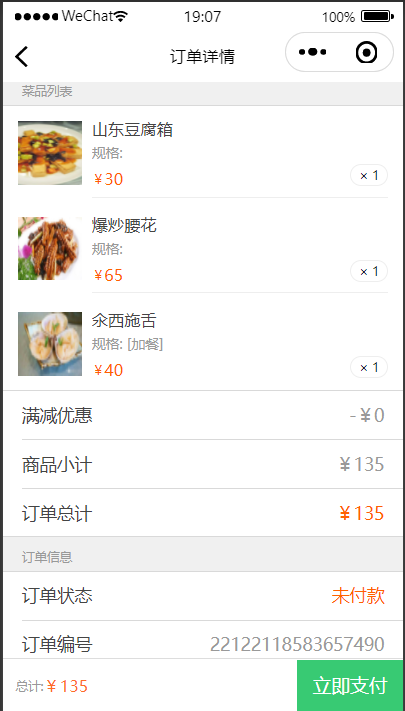 WeChat 19:07 100%
订单详情
菜品列表
山东豆腐箱
规格:
¥30 × 1
爆炒腰花
规格:
¥65 × 1
汆西施舌
规格: [加餐]
¥40 × 1
满减优惠 -¥0
商品小计 ¥135
订单总计 ¥135
订单信息
订单状态 未付款
订单编号 22122118583657490
总计:¥135 立即支付